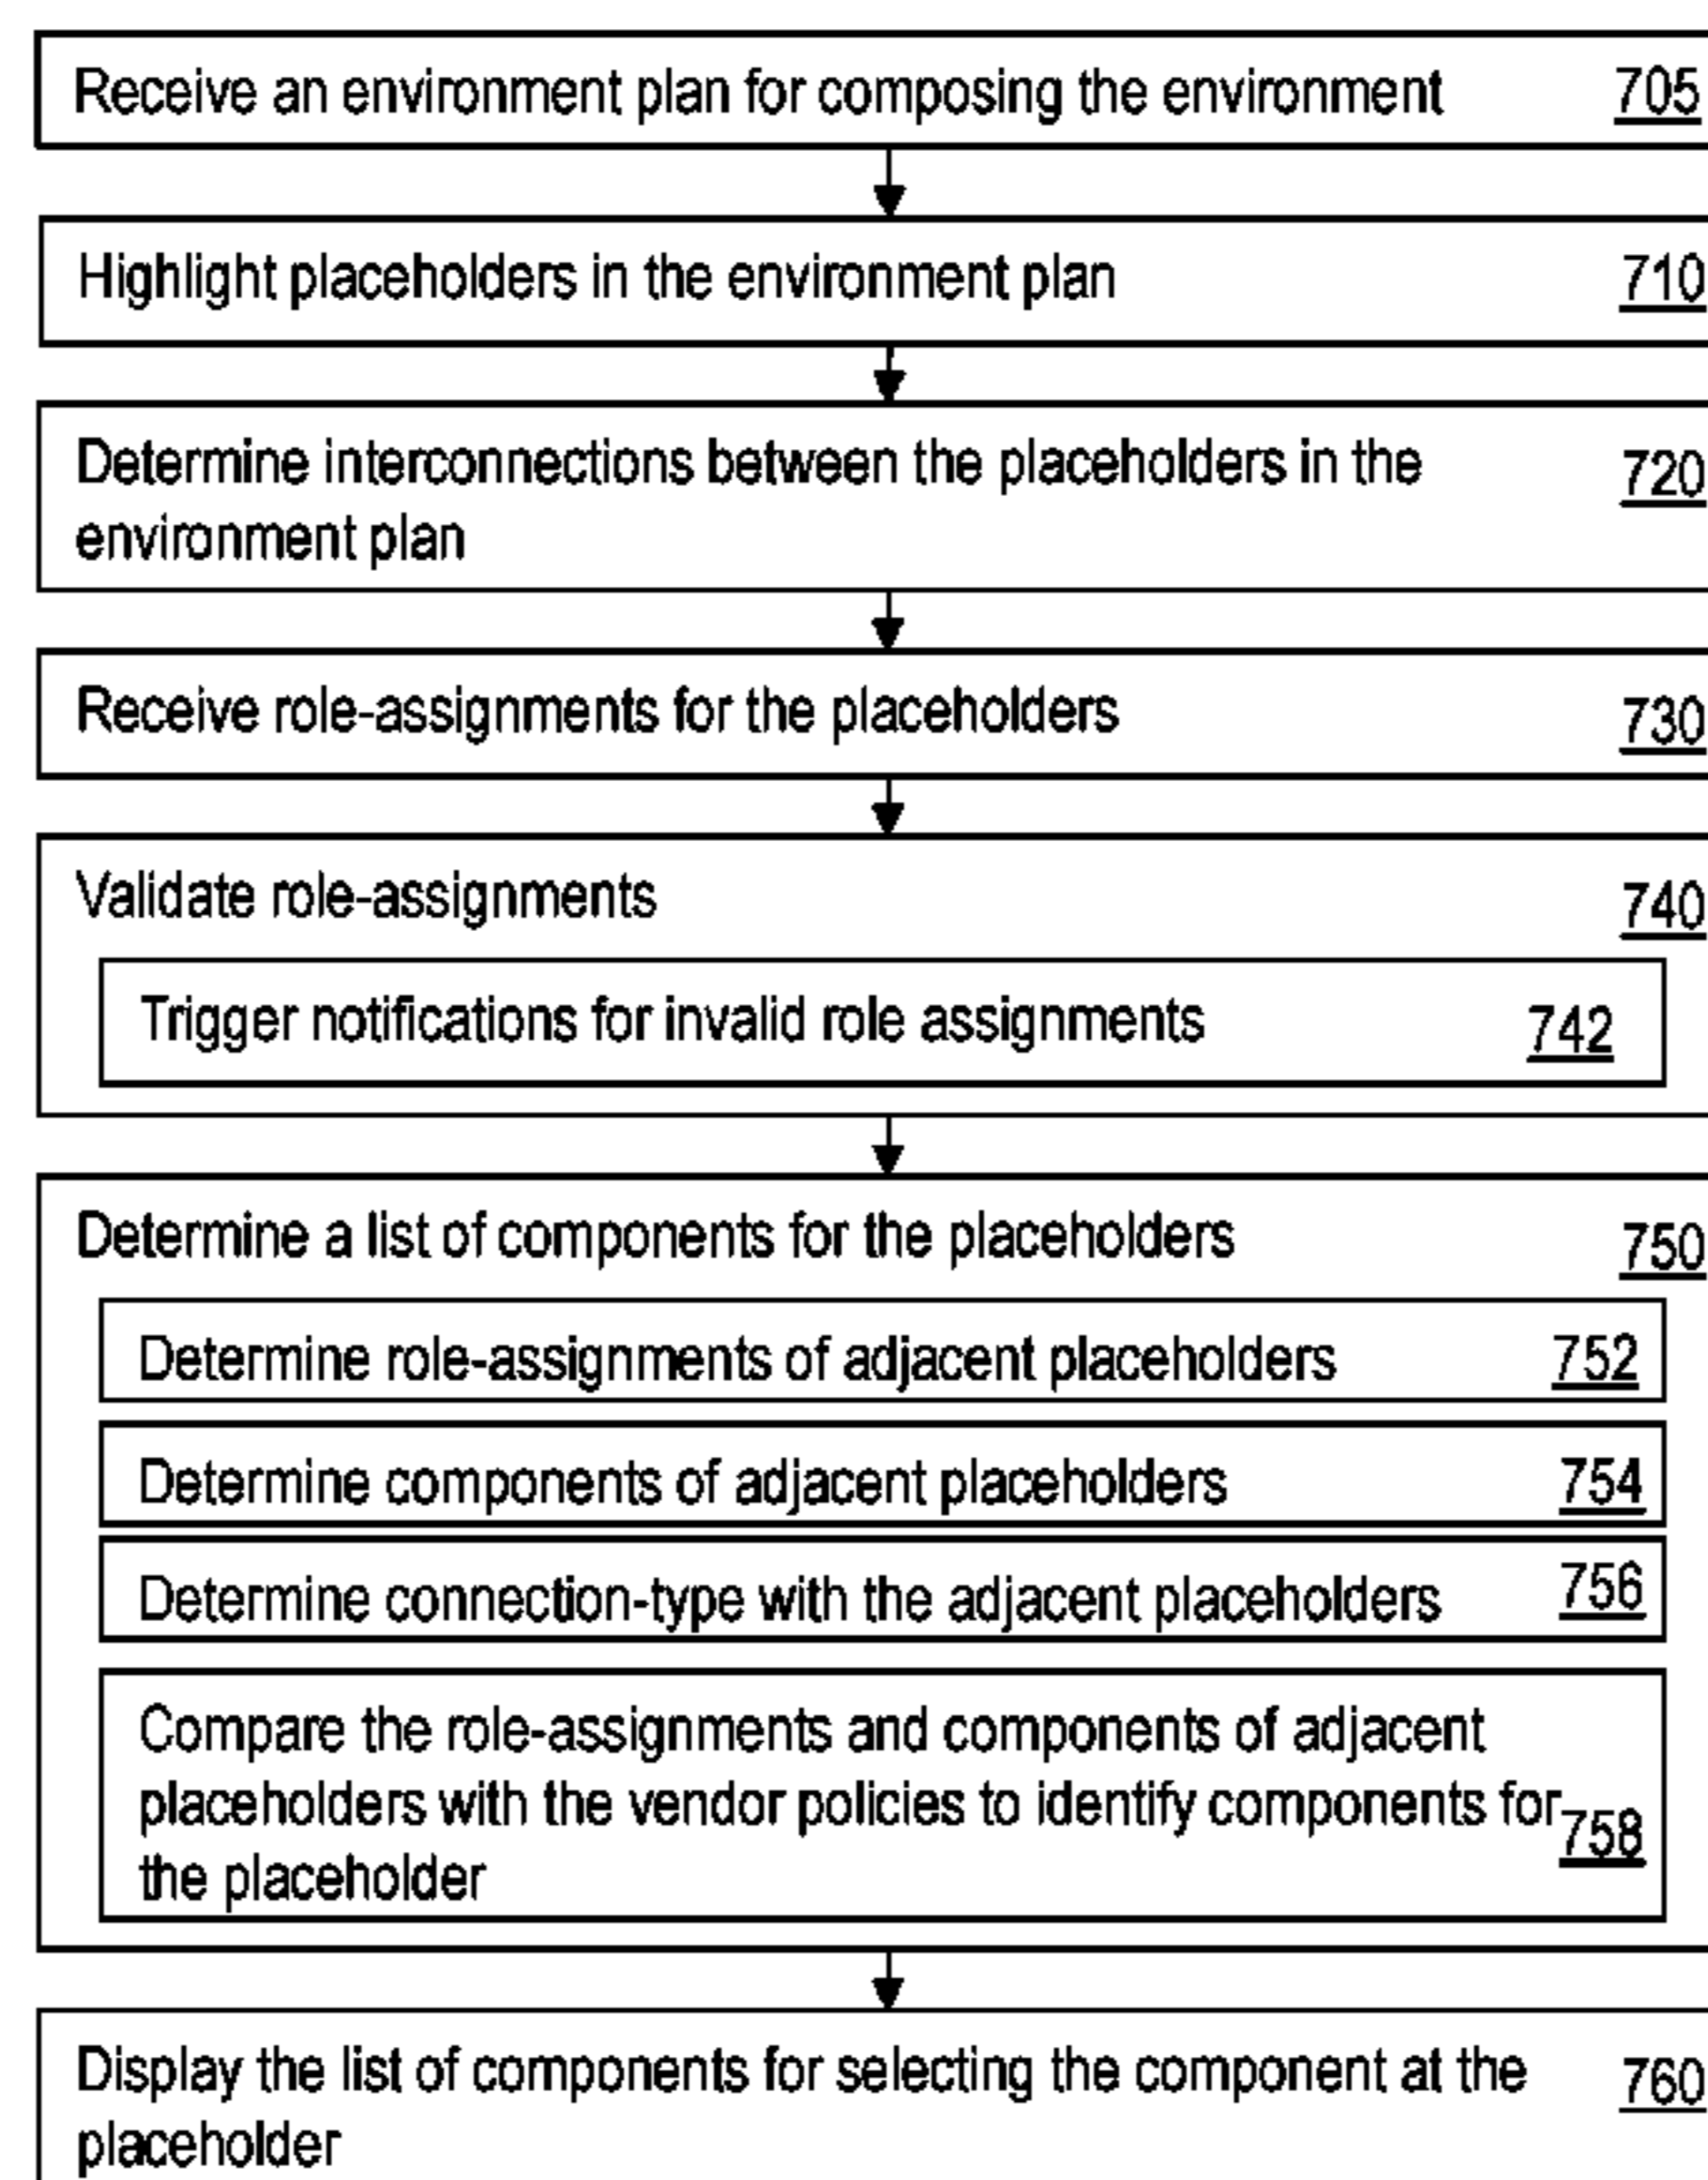 Receive an environment plan for composing the environment 705
Highlight placeholders in the environment plan 710
Determine interconnections between the placeholders in the 720
environment plan
Receive role-assignments for the placeholders 730
Validate role-assignments 740
Trigger notifications for invalid role assignments 742
Determine a list of components for the placeholders 750
Determine role-assignments of adjacent placeholders 752
Determine components of adjacent placeholders 754
Determine connection-type with the adjacent placeholders 756
Compare the role-assignments and components of adjacent
placeholders with the vendor policies to identify components for 758
the placeholder
Display the list of components for selecting the component at the 760
placeholder